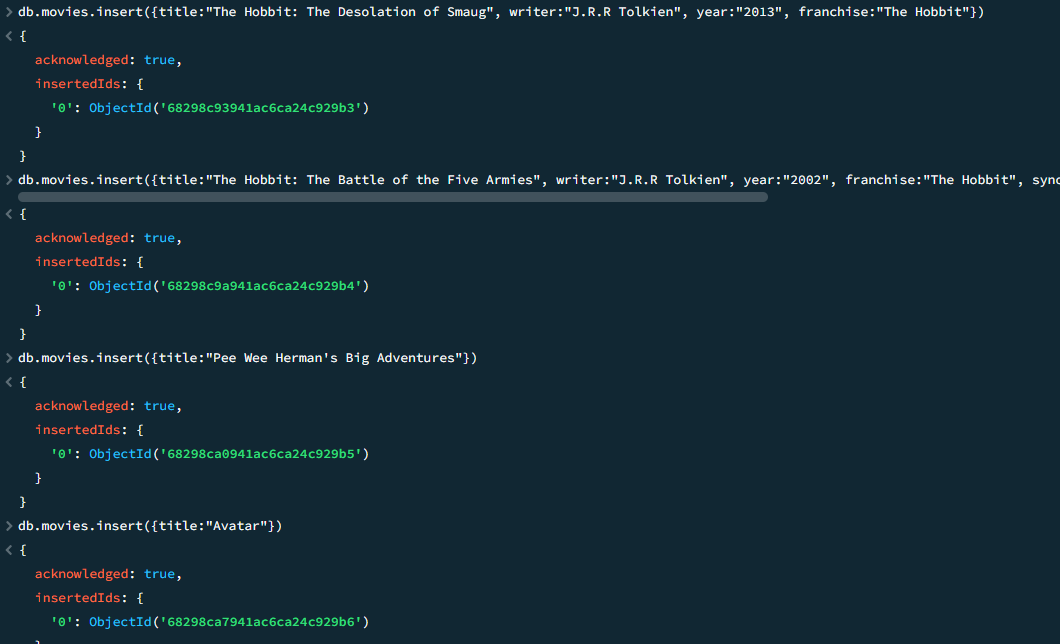 > db.movies.insert({title:"The Hobbit: The Desolation of Smaug", writer:"J.R.R Tolkien", year:"2013", franchise:"The Hobbit"})
< {
acknowledged: true,
insertedIds: {
'0': ObjectId('68298c93941ac6ca24c929b3')
}
}
> db.movies.insert({title:"The Hobbit: The Battle of the Five Armies", writer:"J.R.R Tolkien", year:"2002", franchise:"The Hobbit", syno
< {
acknowledged: true,
insertedIds: {
'0': ObjectId('68298c9a941ac6ca24c929b4')
}
}
> db.movies.insert({title:"Pee Wee Herman's Big Adventures"})
< {
acknowledged: true,
insertedIds: {
'0': ObjectId('68298ca0941ac6ca24c929b5')
}
}
> db.movies.insert({title:"Avatar"})
< {
acknowledged: true,
insertedIds: {
'0': ObjectId('68298ca7941ac6ca24c929b6')
}